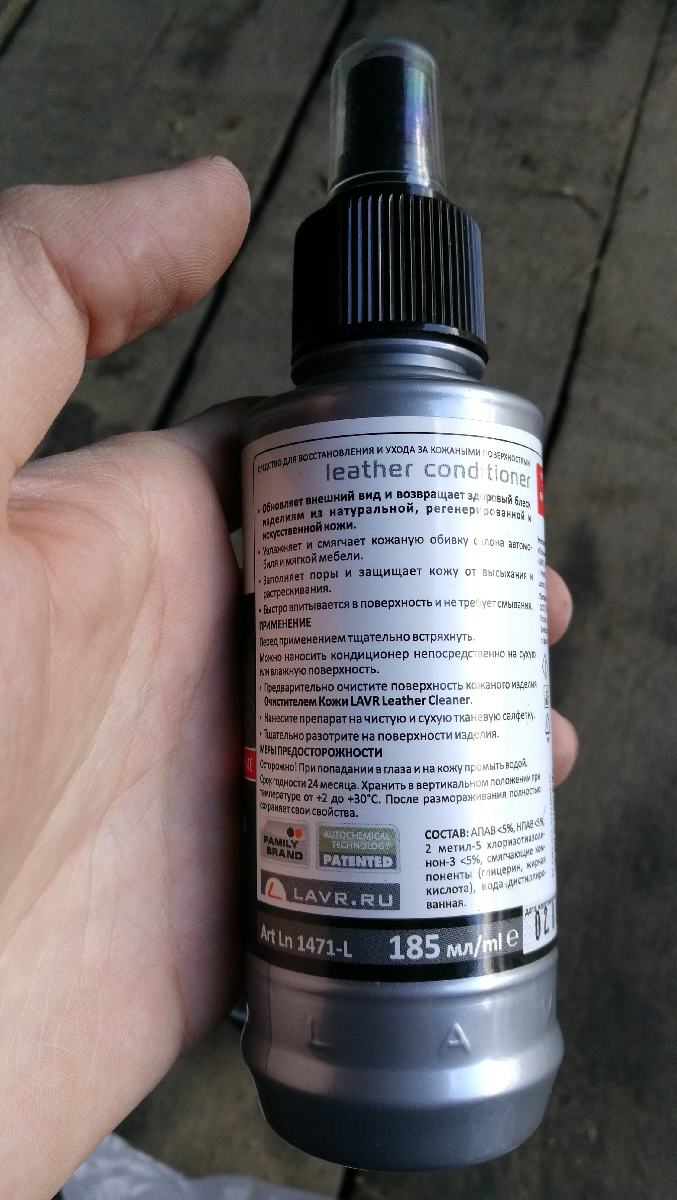 СРЕДСТВО ДЛЯ ВОССТАНОВЛЕНИЯ И УХОДА ЗА КОЖАНЫМИ ПОВЕРХНОСТЯМИ
leather conditioner
• Обновляет внешний вид и возвращает здоровый блеск
изделиям из натуральной, регенерированной и
искусственной кожи.
• Увлажняет и смягчает кожаную обивку салона автомо-
биля и мягкой мебели.
• Заполняет поры и защищает кожу от высыхания и
растрескивания.
• Быстро впитывается в поверхность и не требует смывания.
ПРИМЕНЕНИЕ
Перед применением тщательно встряхнуть.
Можно наносить кондиционер непосредственно на сухую
или влажную поверхность.
• Предварительно очистите поверхность кожаного изделия
Очистителем Кожи LAVR Leather Cleaner.
• Нанесите препарат на чистую и сухую тканевую салфетку.
• Тщательно разотрите на поверхности изделия.
МЕРЫ ПРЕДОСТОРОЖНОСТИ
Осторожно! При попадании в глаза и на кожу промыть водой.
Срок годности 24 месяца. Хранить в вертикальном положении при
температуре от +2 до +30°С. После размораживания полностью
сохраняет свои свойства.
FAMILY
BRAND
AUTOCHEMICAL
TECHNOLOGY
PATENTED
LAVR.RU
СОСТАВ: АПАВ <5%, НПАВ <5%,
2 метил-5 хлоризотиазоли-
нон-3 <5%, смягчающие ком-
поненты (глицерин, жирная
кислота), вода дистиллиро-
ванная.
Art Ln 1471-L
185 мл/ml e
L A